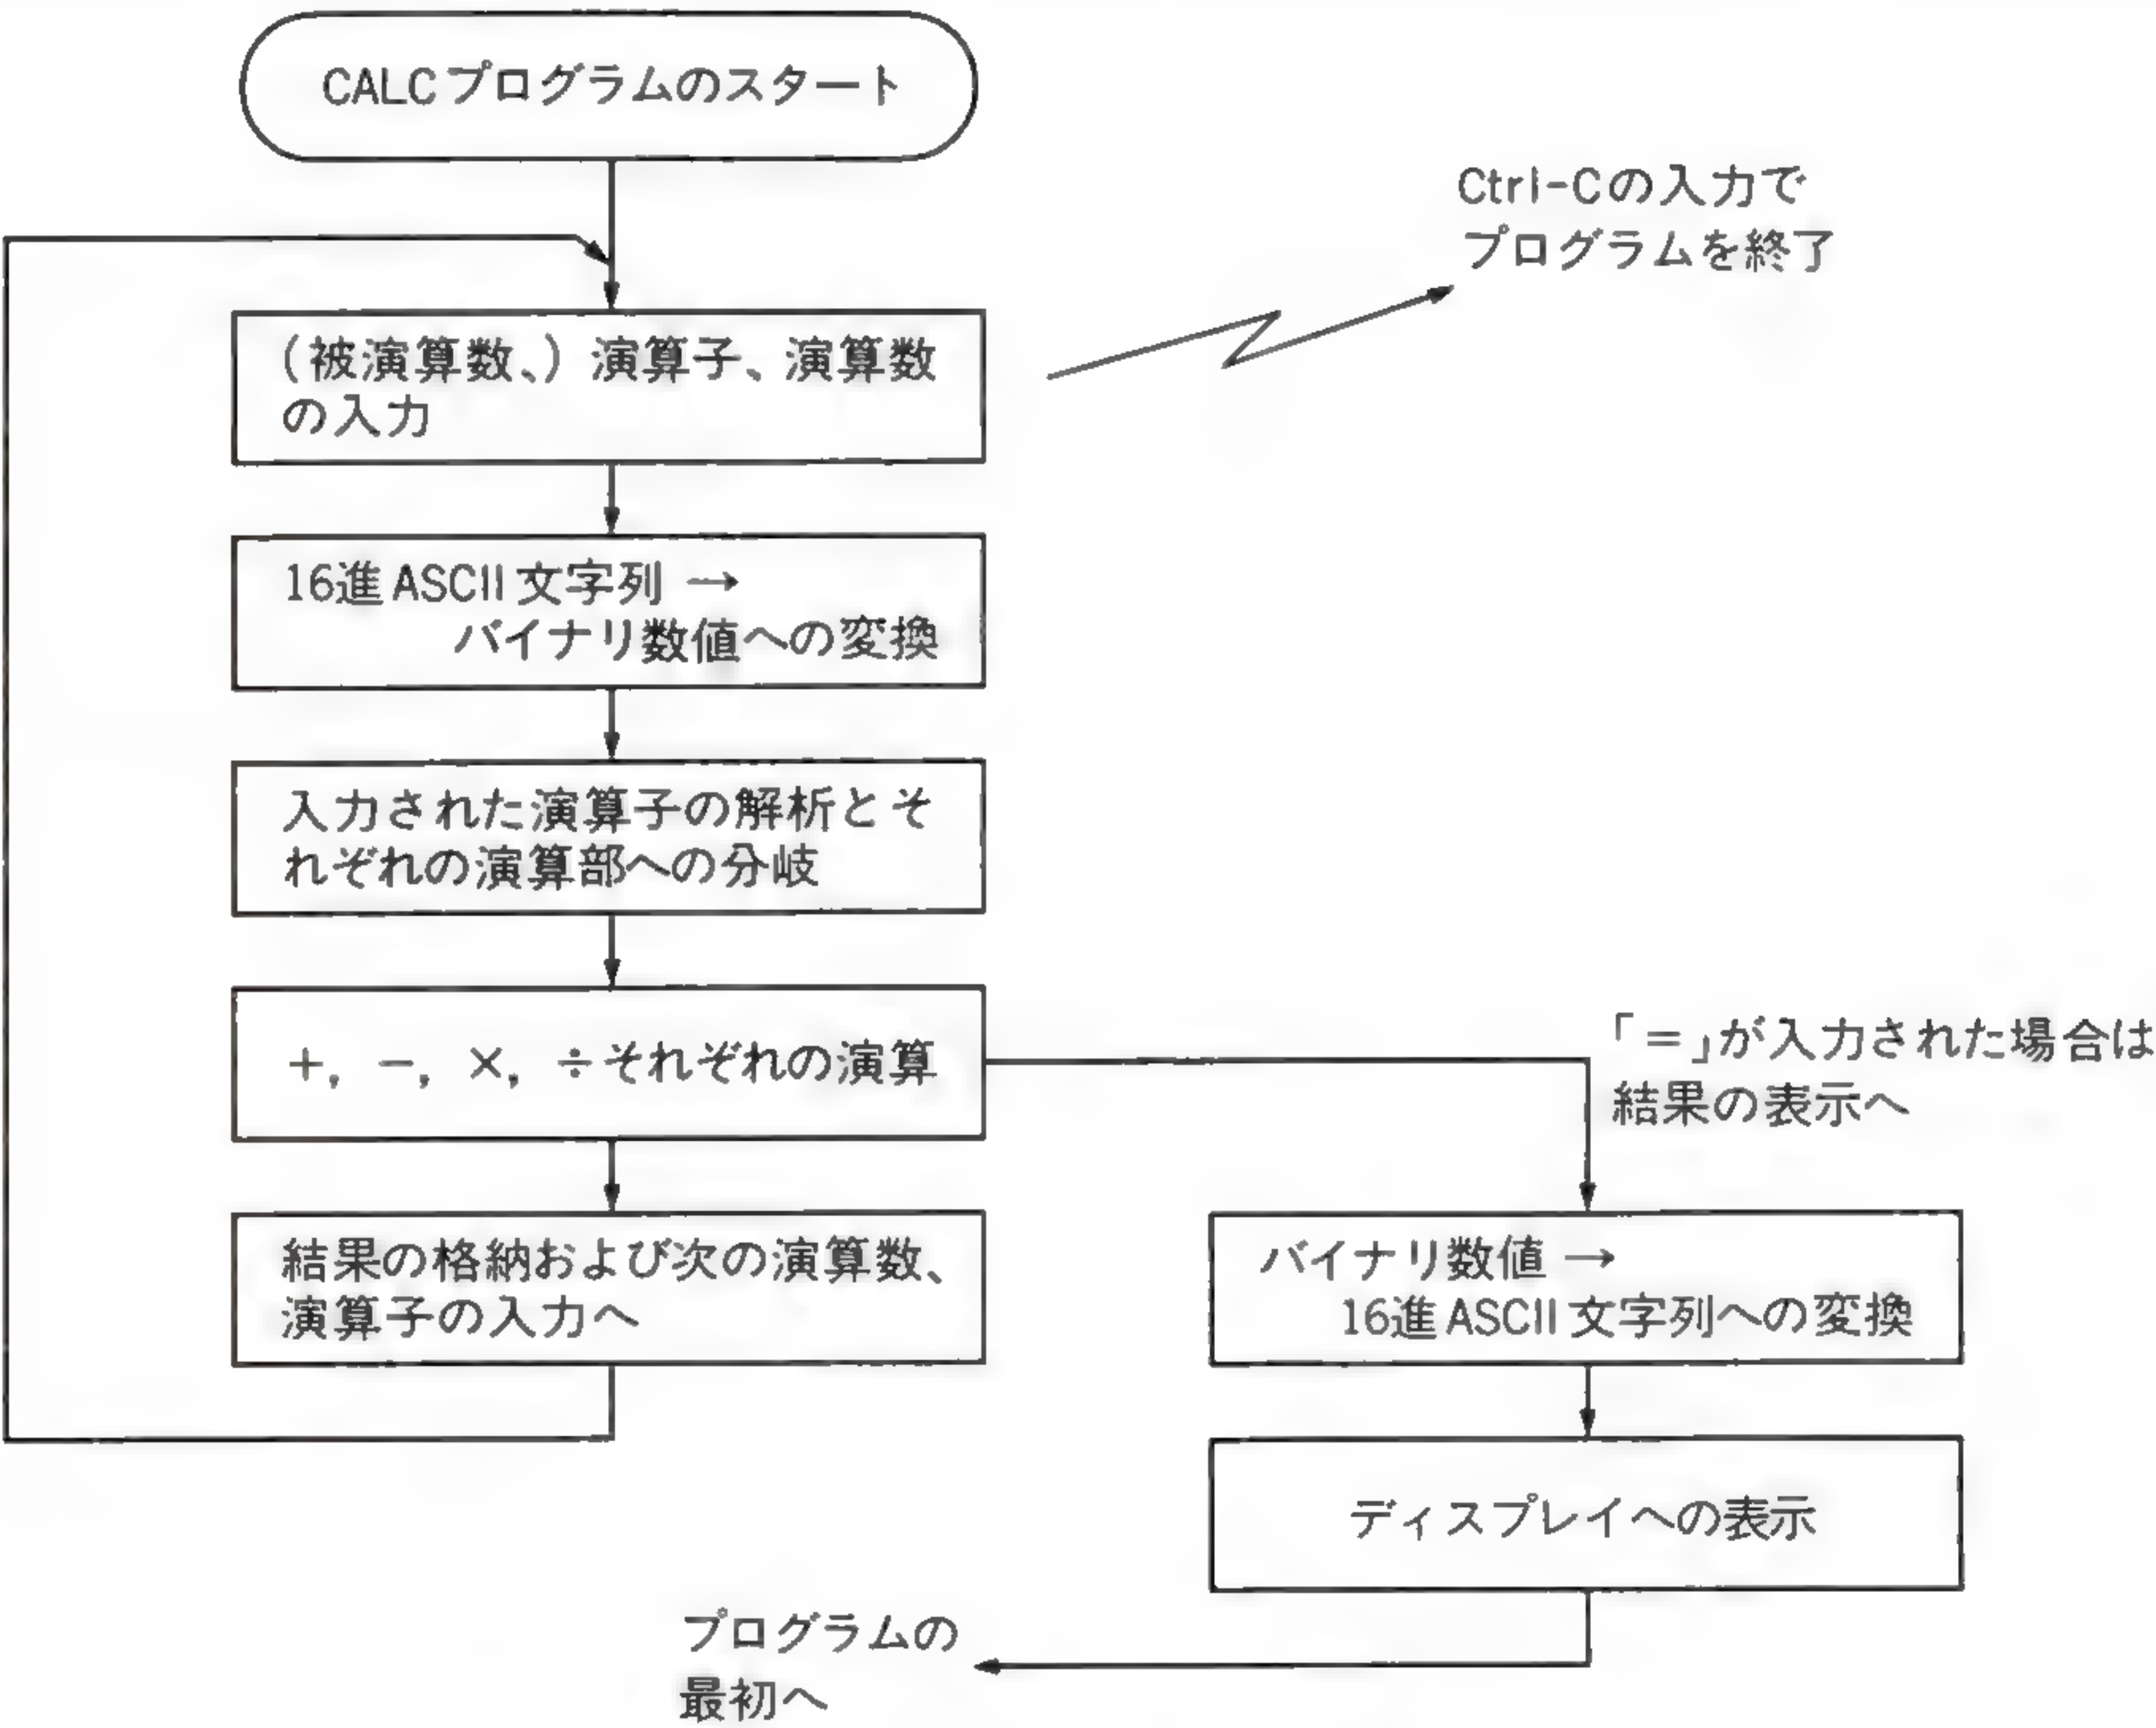 CALCプログラムのスタート
Ctrl-Cの入力で
プログラムを終了
(被演算数、) 演算子、演算数
の入力
16進ASCII文字列 →
バイナリ数値への変換
入力された演算子の解析とそ
れぞれの演算部への分岐
+, −, ×, ÷それぞれの演算
「=」が入力された場合は
結果の表示へ
結果の格納および次の演算数、
演算子の入力へ
バイナリ数値 →
16進ASCII文字列への変換
ディスプレイへの表示
プログラムの
最初へ